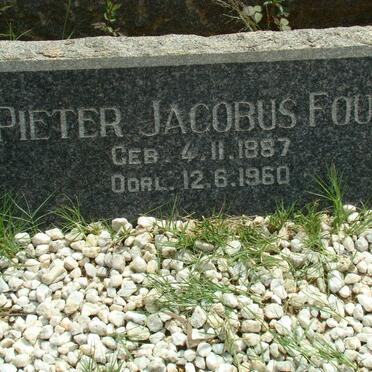 PIETER JACOBUS FOU
GEB. 4.11.1887
OORL. 12.6.1960